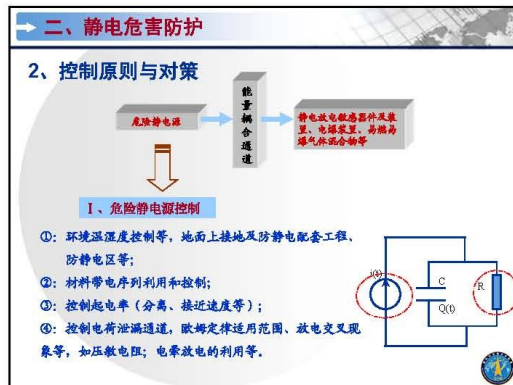 二、静电危害防护
2、控制原则与对策
危险静电源
能量耦合通道
静电放电敏感器件及装
置、电爆装置、易燃易
爆气体混合物等
Ⅰ、危险静电源控制
①：环境温湿度控制等，地面上接地及防静电配套工程、
防静电区等；
②：材料带电序列利用和控制；
③：控制起电率（分离、接近速度等）；
④：控制电荷泄漏通道，欧姆定律适用范围、放电交叉现
象等，如压敏电阻；电晕放电的利用等。
i(t)
C
Q(t)
R